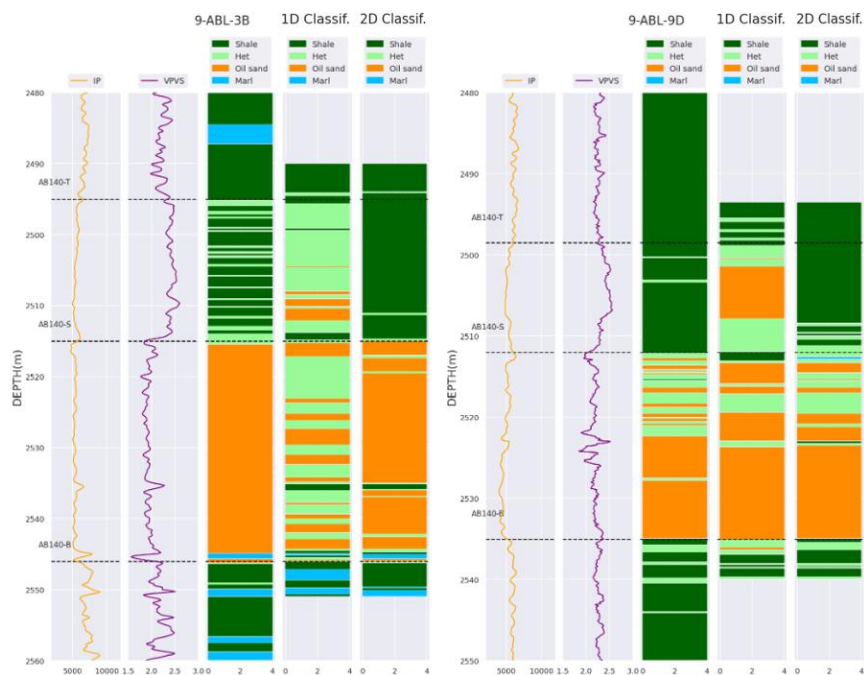 9-ABL-3B 1D Classif. 2D Classif.
Shale Shale Shale
Het Het Het
Oil sand Oil sand Oil sand
IP VPVS Marl Marl Marl
2480
2490
AB140-T
2500
DEPTH(m)
2510
AB140-S
2520
2530
2540
AB140-B
2550
2560
5000 10000 1.5 2.0 2.5 3.0 0 2 4 0 2 4 0 2 4
9-ABL-9D 1D Classif. 2D Classif.
Shale Shale Shale
Het Het Het
Oil sand Oil sand Oil sand
IP VPVS Marl Marl Marl
2480
2490
AB140-T
2500
DEPTH(m)
AB140-S
2510
2520
2530
AB140-B
2540
2550
5000 10000 1.5 2.0 2.5 3.0 0 2 4 0 2 4 0 2 4